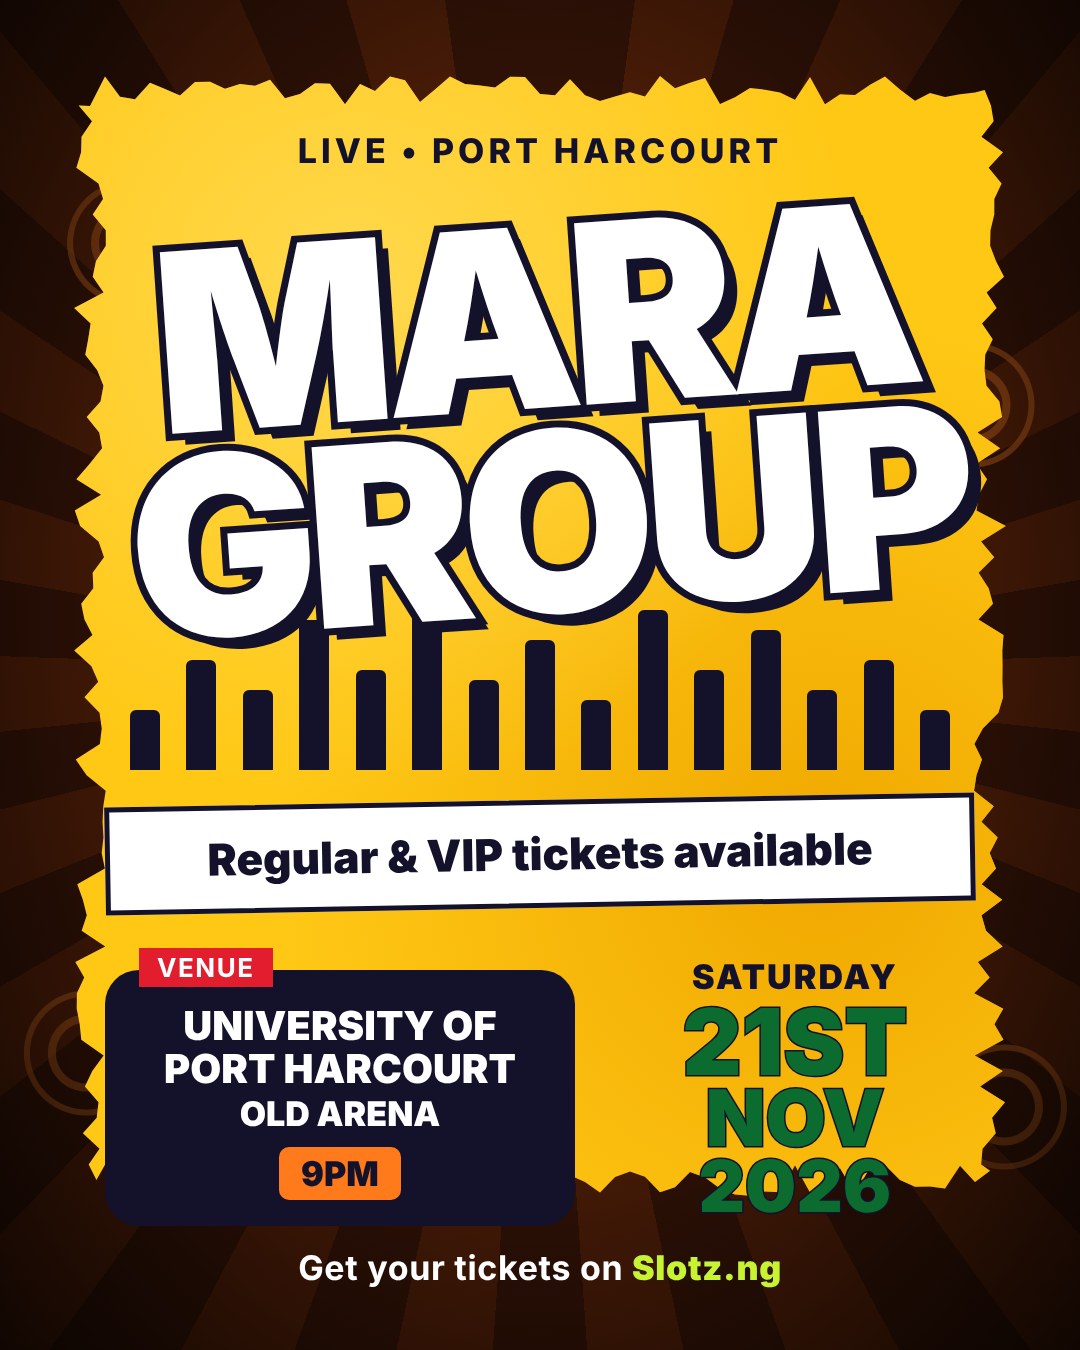 LIVE • PORT HARCOURT
MARA
GROUP
Regular & VIP tickets available
VENUE
UNIVERSITY OF
PORT HARCOURT
OLD ARENA
9PM
SATURDAY
21ST
NOV
2026
Get your tickets on Slotz.ng